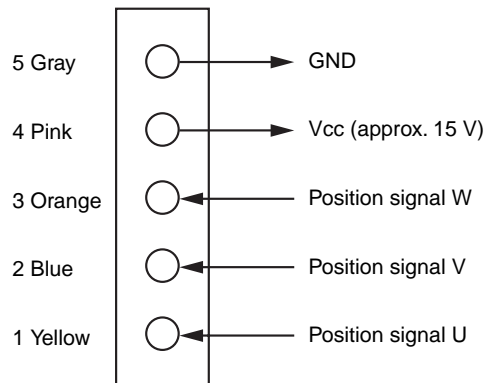 5 Gray GND
4 Pink Vcc (approx. 15 V)
3 Orange Position signal W
2 Blue Position signal V
1 Yellow Position signal U